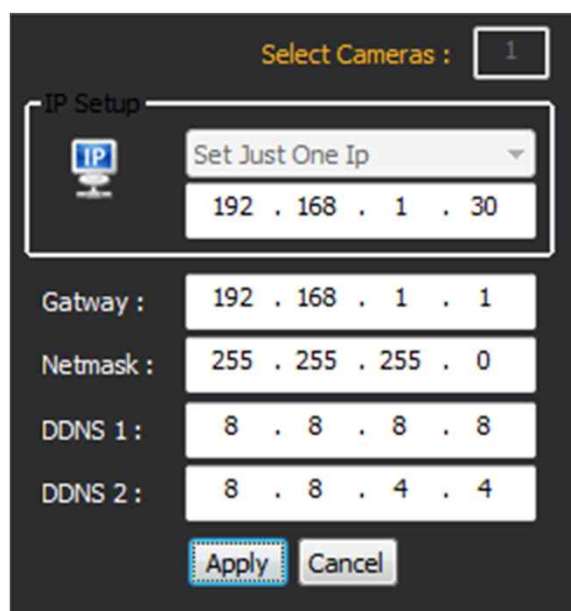 Select Cameras : 1
IP Setup
IP
Set Just One Ip
192 . 168 . 1 . 30
Gatway : 192 . 168 . 1 . 1
Netmask : 255 . 255 . 255 . 0
DDNS 1 : 8 . 8 . 8 . 8
DDNS 2 : 8 . 8 . 4 . 4
Apply Cancel